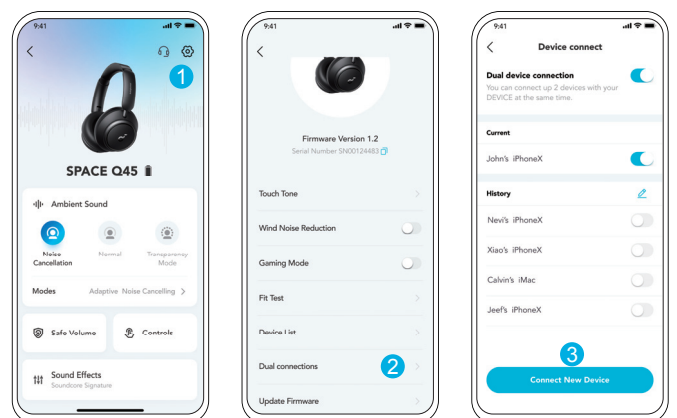 9:41
1
SPACE Q45
Ambient Sound
Noise Cancellation
Normal
Transparency Mode
Modes
Adaptive Noise Cancelling
Safe Volume
Controls
Sound Effects
Soundcore Signature
9:41
Firmware Version 1.2
Serial Number SN00124483
Touch Tone
Wind Noise Reduction
Gaming Mode
Fit Test
Device List
Dual connections
2
Update Firmware
9:41
Device connect
Dual device connection
You can connect up 2 devices with your
DEVICE at the same time.
Current
John's iPhoneX
History
Nevi's iPhoneX
Xiao's iPhoneX
Calvin's iMac
Jeef's iPhoneX
3
Connect New Device